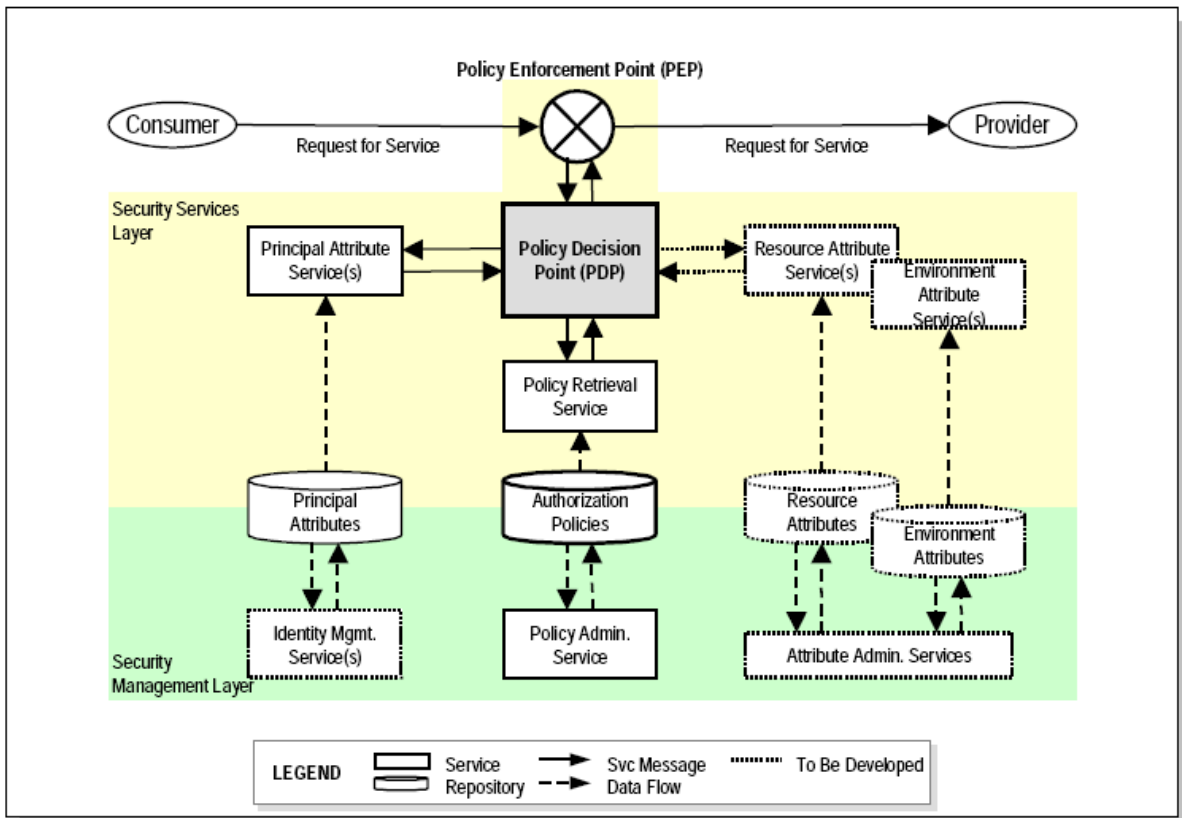 Policy Enforcement Point (PEP)
Consumer
Provider
Request for Service
Request for Service
Security Services
Layer
Principal Attribute
Service(s)
Policy Decision
Point (PDP)
Resource Attribute
Service(s)
Environment
Attribute
Service(s)
Policy Retrieval
Service
Principal
Attributes
Authorization
Policies
Resource
Attributes
Environment
Attributes
Identity Mgmt.
Service(s)
Policy Admin.
Service
Attribute Admin. Services
Security
Management Layer
LEGEND
Service
Svc Message
To Be Developed
Repository
Data Flow